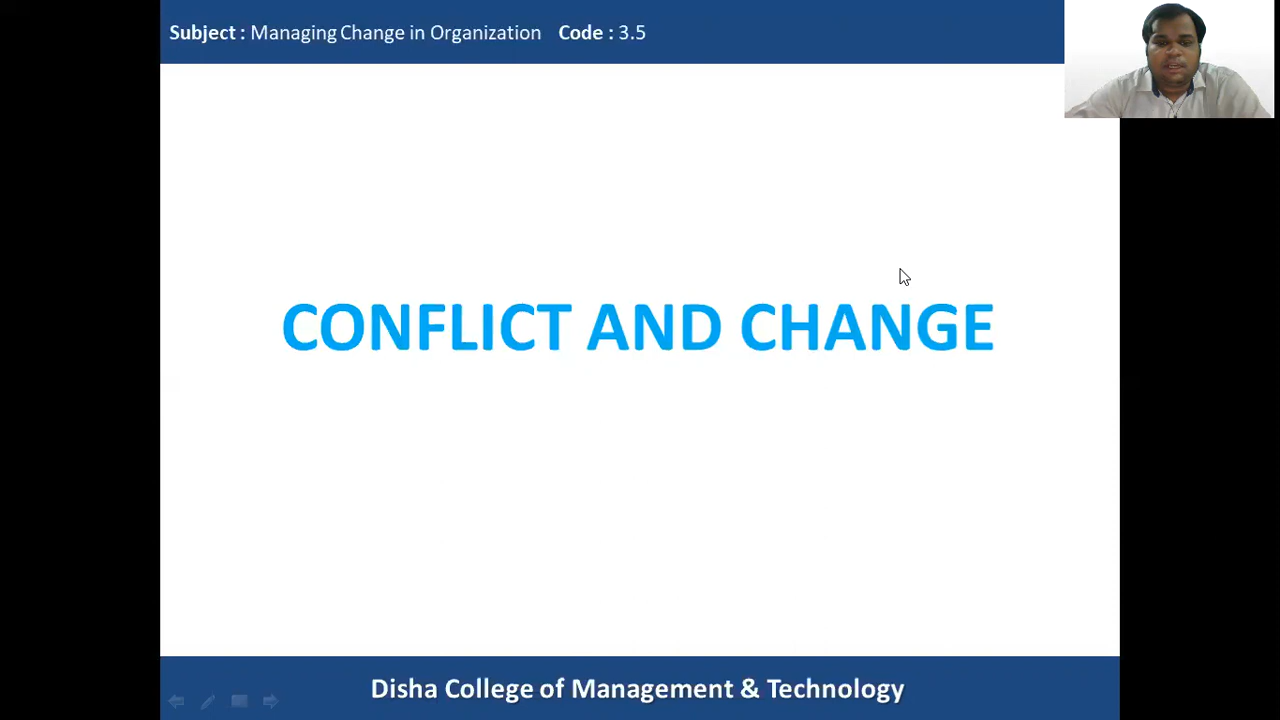 Subject : Managing Change in Organization Code : 3.5
CONFLICT AND CHANGE
Disha College of Management & Technology